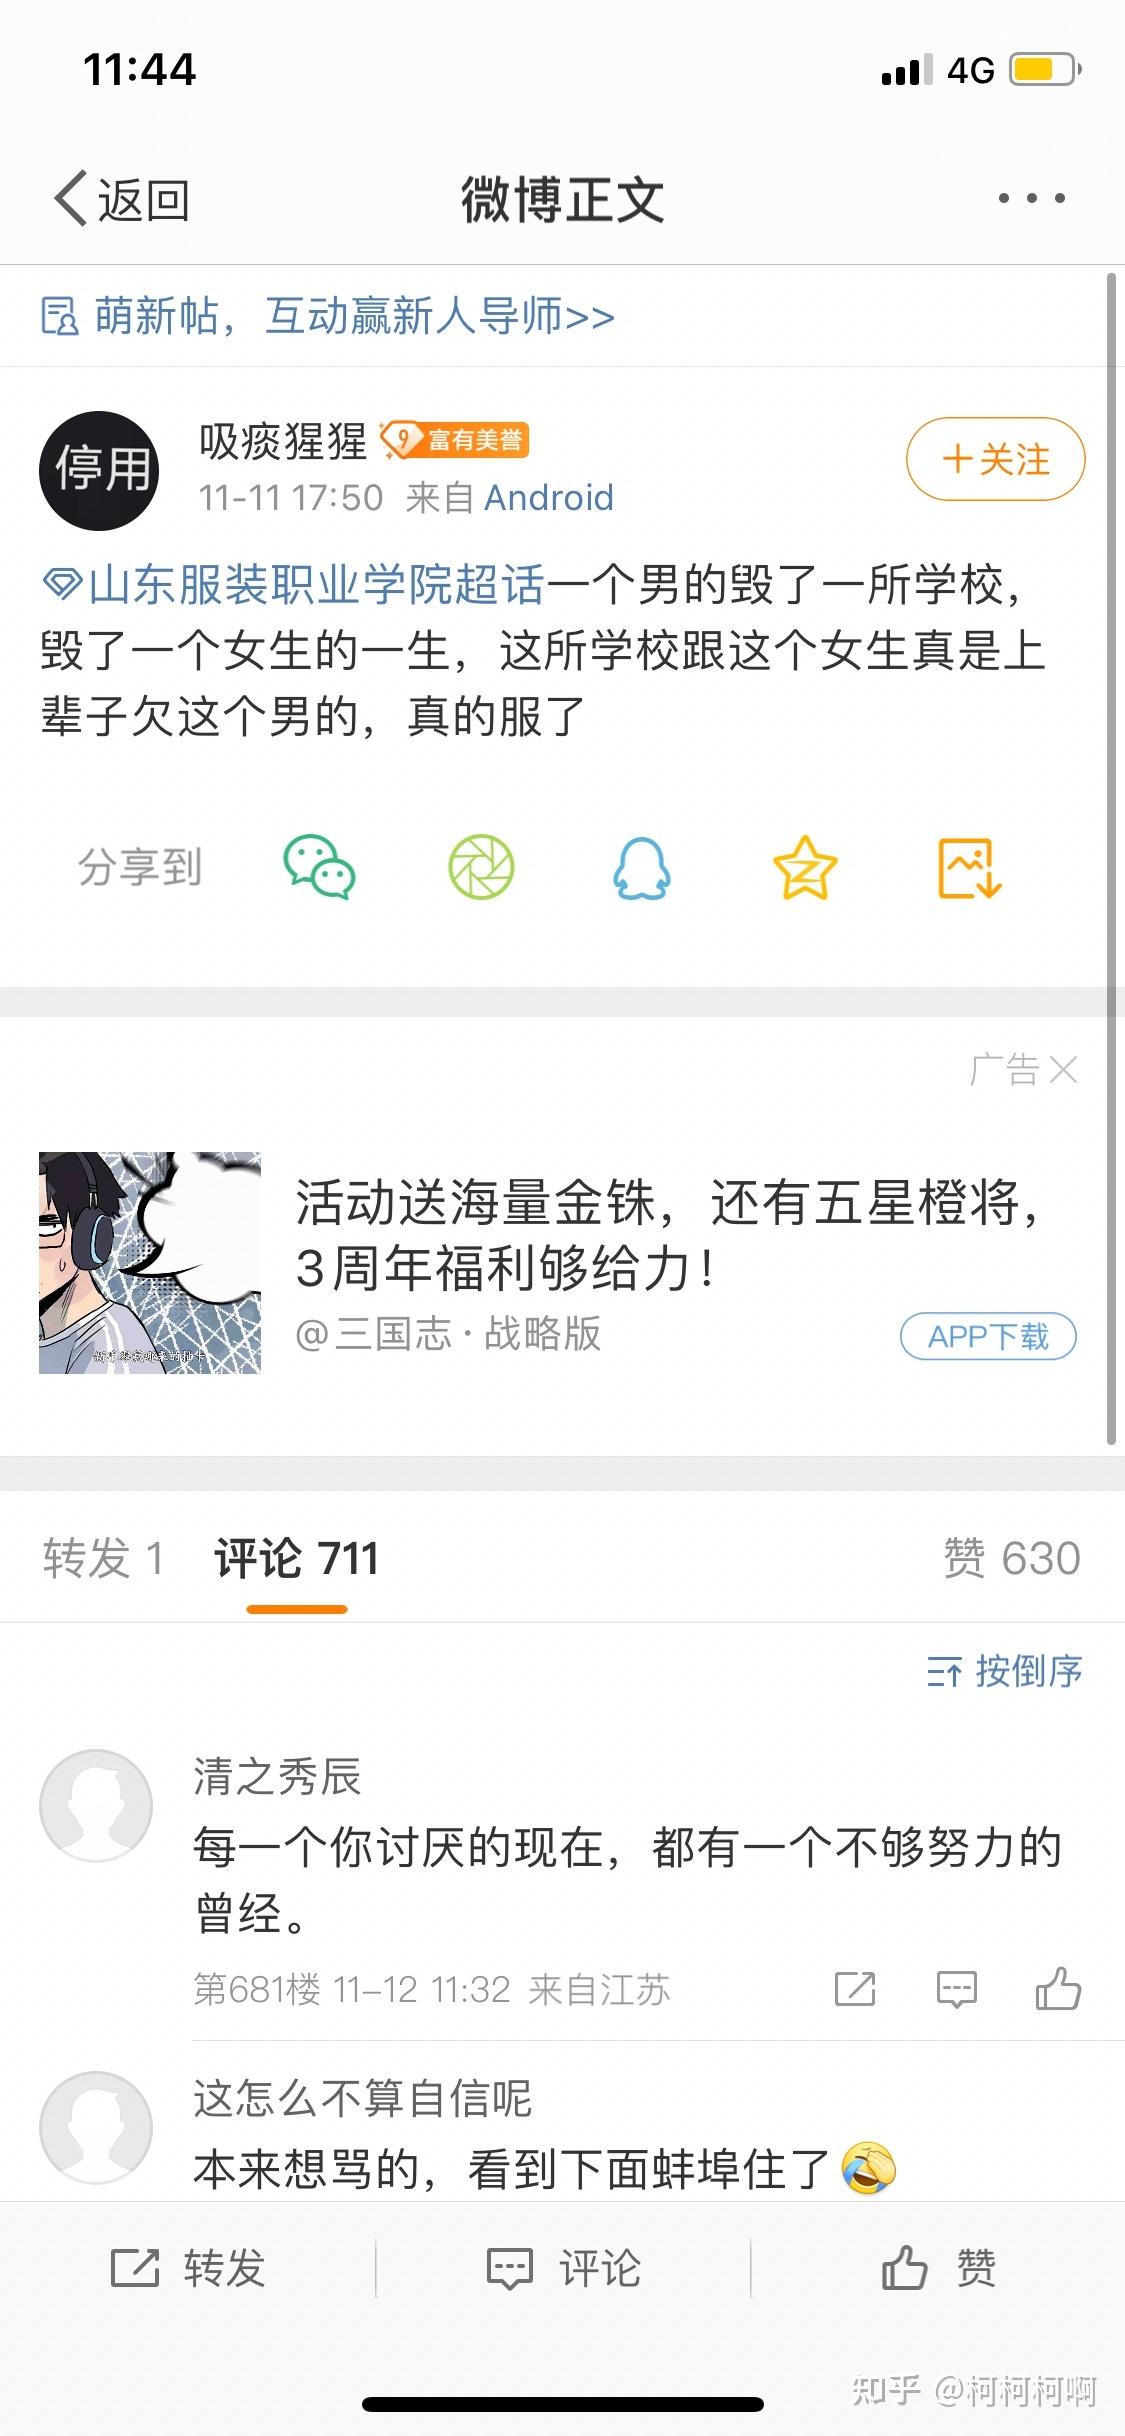 11:44
4G
返回
微博正文
萌新帖，互动赢新人导师>>
停用
吸痰猩猩
9 富有美誉
+关注
11-11 17:50 来自 Android
山东服装职业学院超话一个男的毁了一所学校，
毁了一个女生的一生，这所学校跟这个女生真是上
辈子欠这个男的，真的服了
分享到
广告
活动送海量金铢，还有五星橙将，
3周年福利够给力！
@三国志·战略版
APP下载
转发 1
评论 711
赞 630
按倒序
清之秀辰
每一个你讨厌的现在，都有一个不够努力的
曾经。
第681楼 11-12 11:32 来自江苏
这怎么不算自信呢
本来想骂的，看到下面蚌埠住了🤣
转发
评论
赞
知乎 @柯柯柯啊